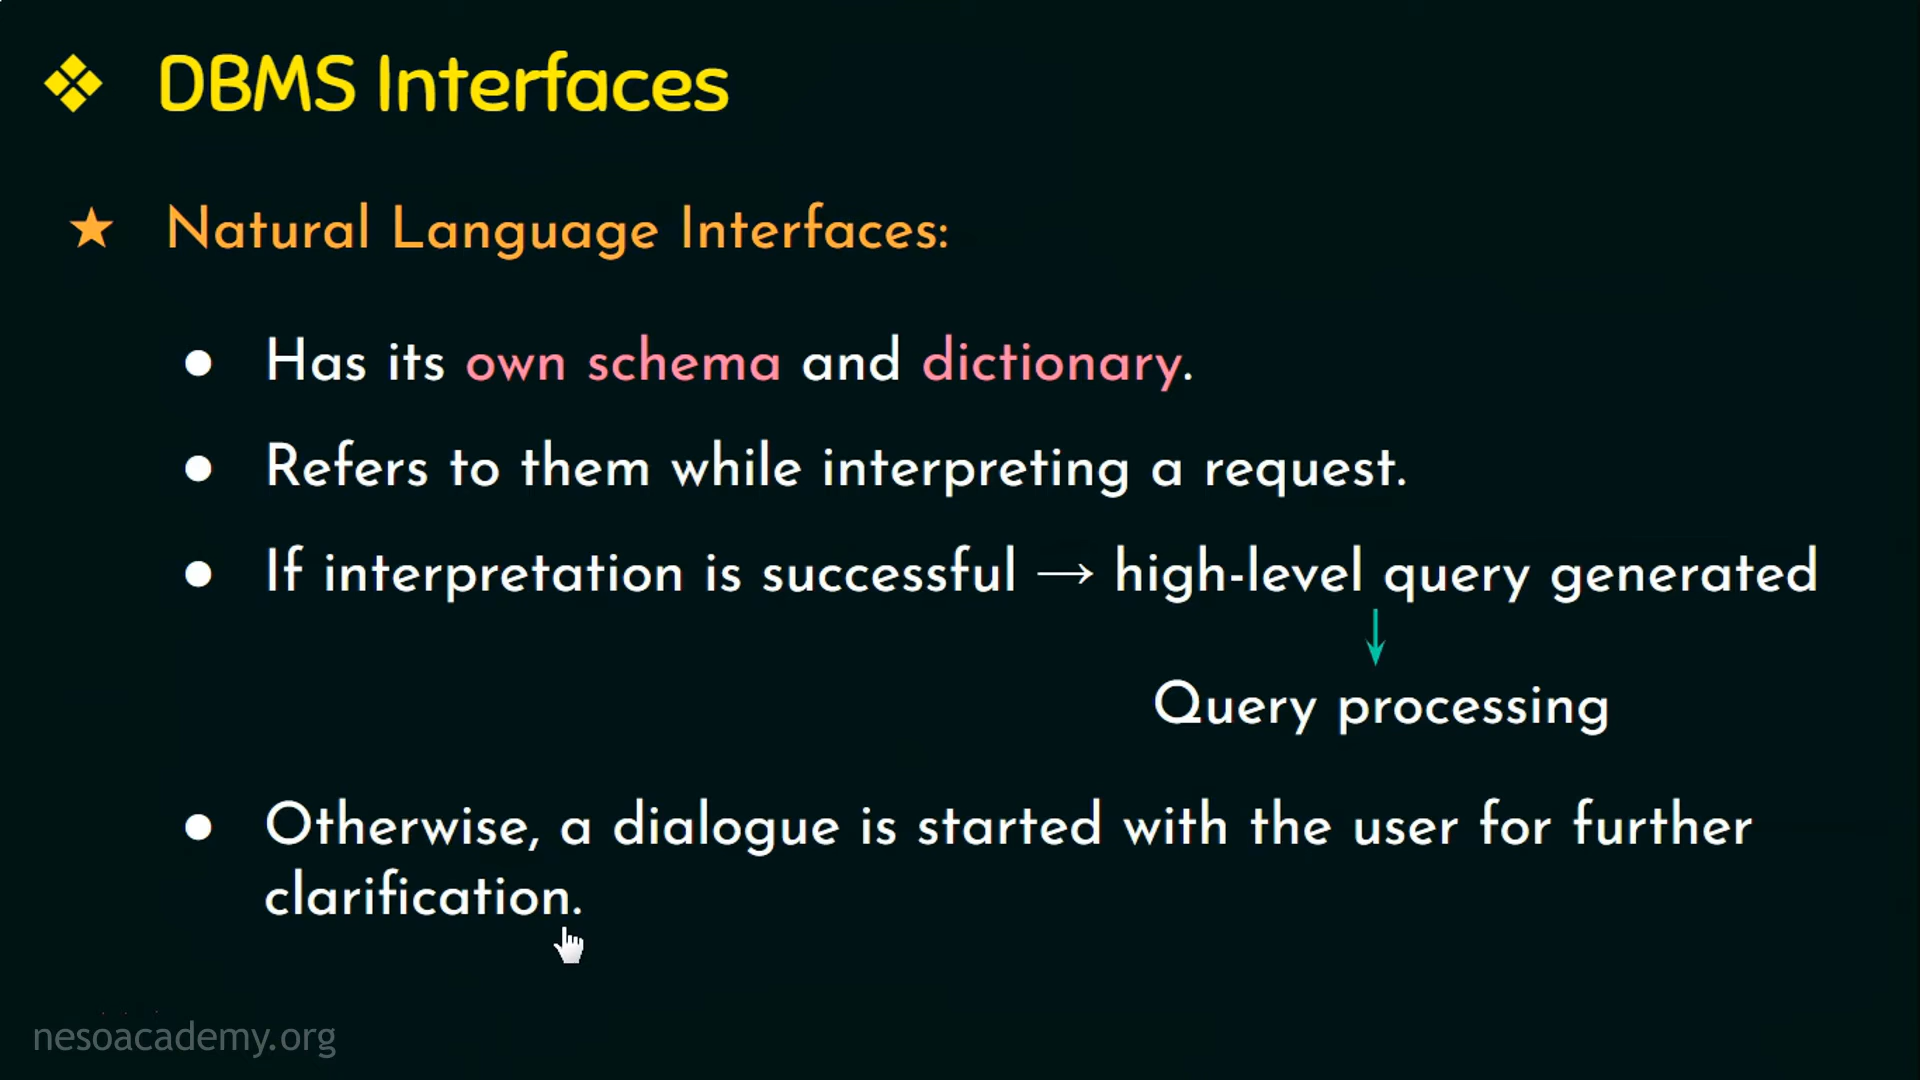 ❖ DBMS Interfaces
★ Natural Language Interfaces:
● Has its own schema and dictionary.
● Refers to them while interpreting a request.
● If interpretation is successful → high-level query generated
↓
Query processing
● Otherwise, a dialogue is started with the user for further
clarification.
nesoacademy.org